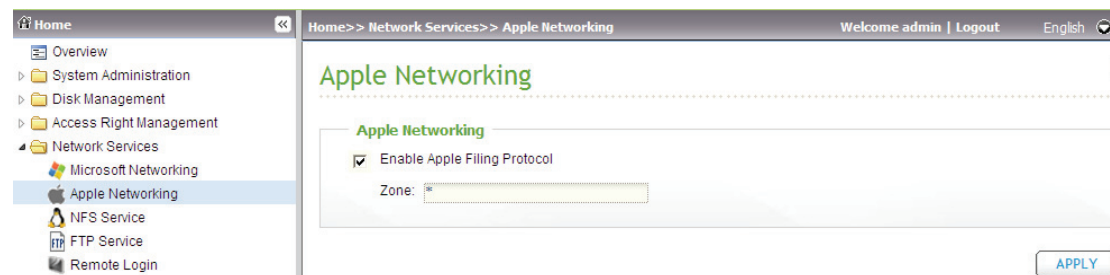 Home
Home>> Network Services>> Apple Networking
Welcome admin | Logout
English
Overview
System Administration
Disk Management
Access Right Management
Network Services
Microsoft Networking
Apple Networking
NFS Service
FTP
FTP Service
Remote Login
Apple Networking
Apple Networking
Enable Apple Filing Protocol
Zone: *
APPLY